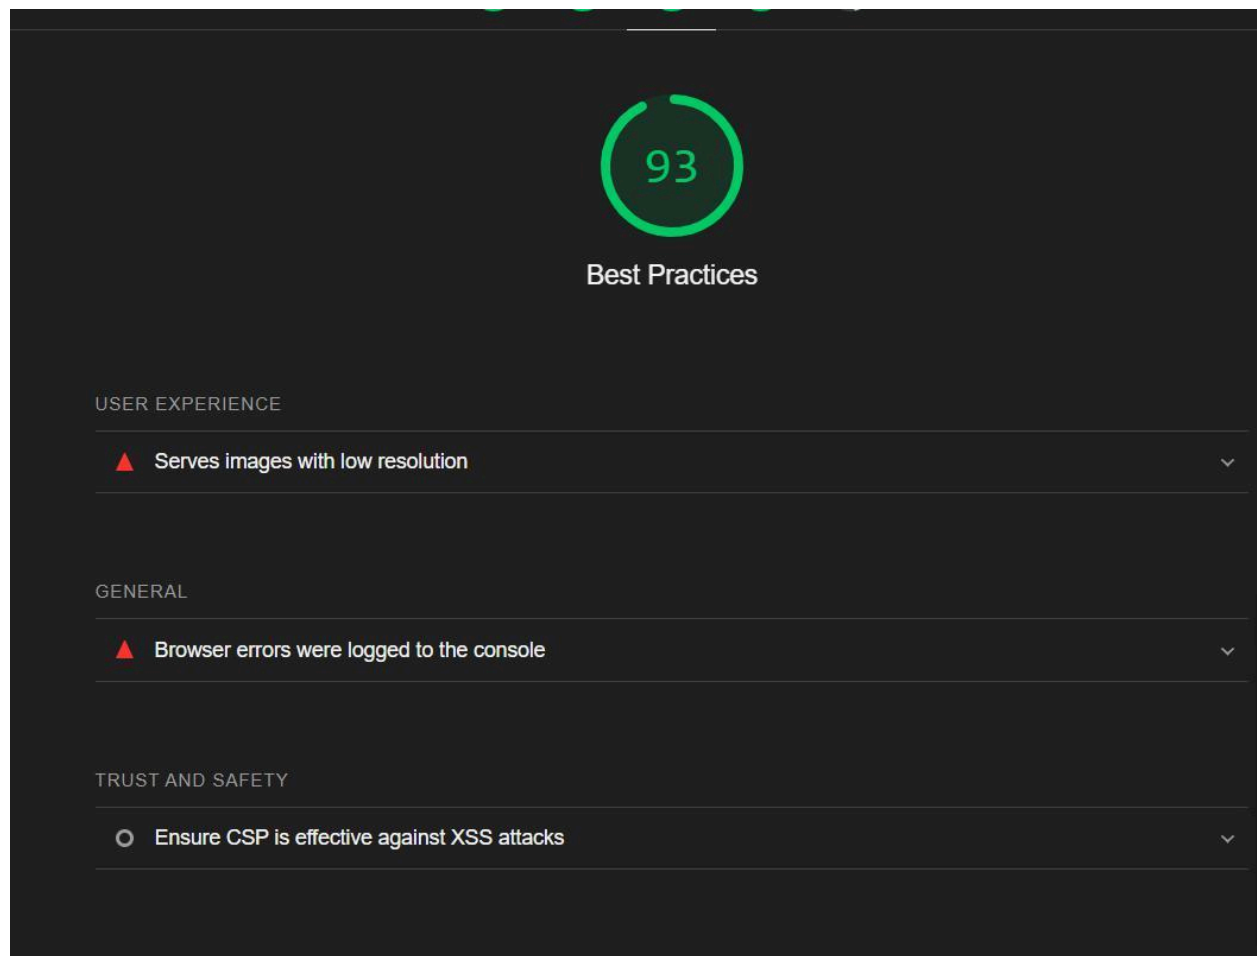 93
Best Practices
USER EXPERIENCE
Serves images with low resolution
GENERAL
Browser errors were logged to the console
TRUST AND SAFETY
Ensure CSP is effective against XSS attacks